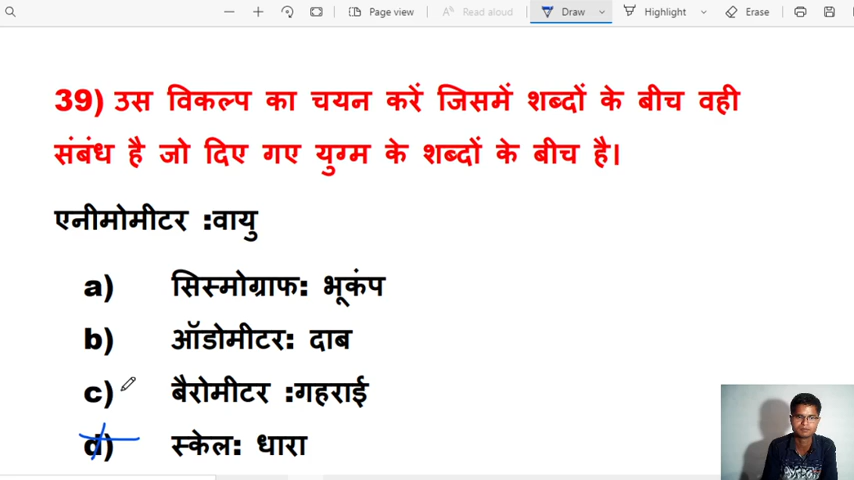 Page view
Read aloud
Draw
Highlight
Erase
39) उस विकल्प का चयन करें जिसमें शब्दों के बीच वही
संबंध है जो दिए गए युग्म के शब्दों के बीच है।
एनीमोमीटर :वायु
a) सिस्मोग्राफ: भूकंप
b) ऑडोमीटर: दाब
c) बैरोमीटर :गहराई
d) स्केल: धारा